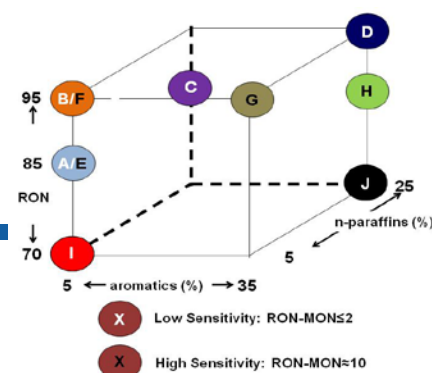 D
95
B/F
C
G
H
85
A/E
RON
J
25
n-paraffins (%)
70
I
5
5
aromatics (%)
35
X
Low Sensitivity: RON-MON≤2
X
High Sensitivity: RON-MON≈10